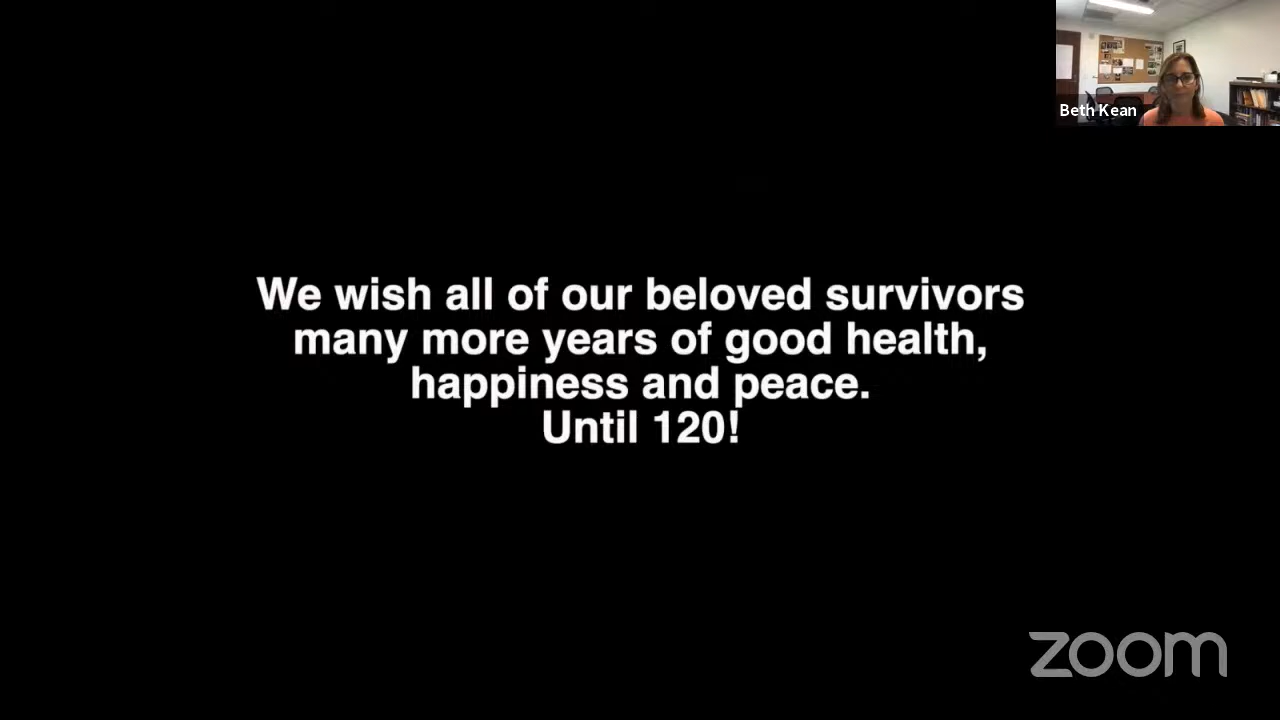 Beth Kean
We wish all of our beloved survivors
many more years of good health,
happiness and peace.
Until 120!
zoom